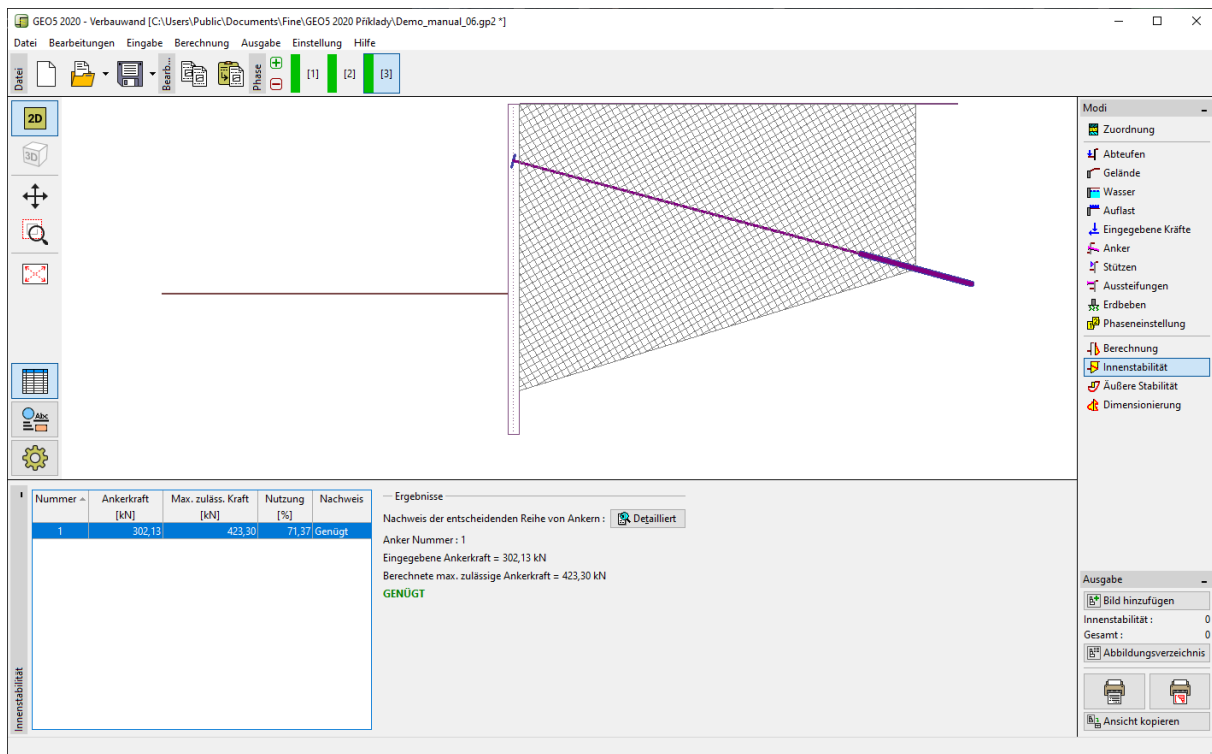 GEO5 2020 - Verbauwand [C:\Users\Public\Documents\Fine\GEO5 2020 Příklady\Demo_manual_06.gp2 *]
Datei Bearbeitungen Eingabe Berechnung Ausgabe Einstellung Hilfe
Datei
Bearb...
Phase
[1]
[2]
[3]
2D
3D
Abc
Modi
Zuordnung
Abteufen
Gelände
Wasser
Auflast
Eingegebene Kräfte
Anker
Stützen
Aussteifungen
Erdbeben
Phaseneinstellung
Berechnung
Innenstabilität
Äußere Stabilität
Dimensionierung
Innenstabilität
Nummer Ankerkraft Max. zuläss. Kraft Nutzung Nachweis
[kN] [kN] [%]
1 302,13 423,30 71,37 Genügt
Ergebnisse
Nachweis der entscheidenden Reihe von Ankern : Detailliert
Anker Nummer : 1
Eingegebene Ankerkraft = 302,13 kN
Berechnete max. zulässige Ankerkraft = 423,30 kN
GENÜGT
Ausgabe
Bild hinzufügen
Innenstabilität : 0
Gesamt : 0
Abbildungsverzeichnis
Ansicht kopieren